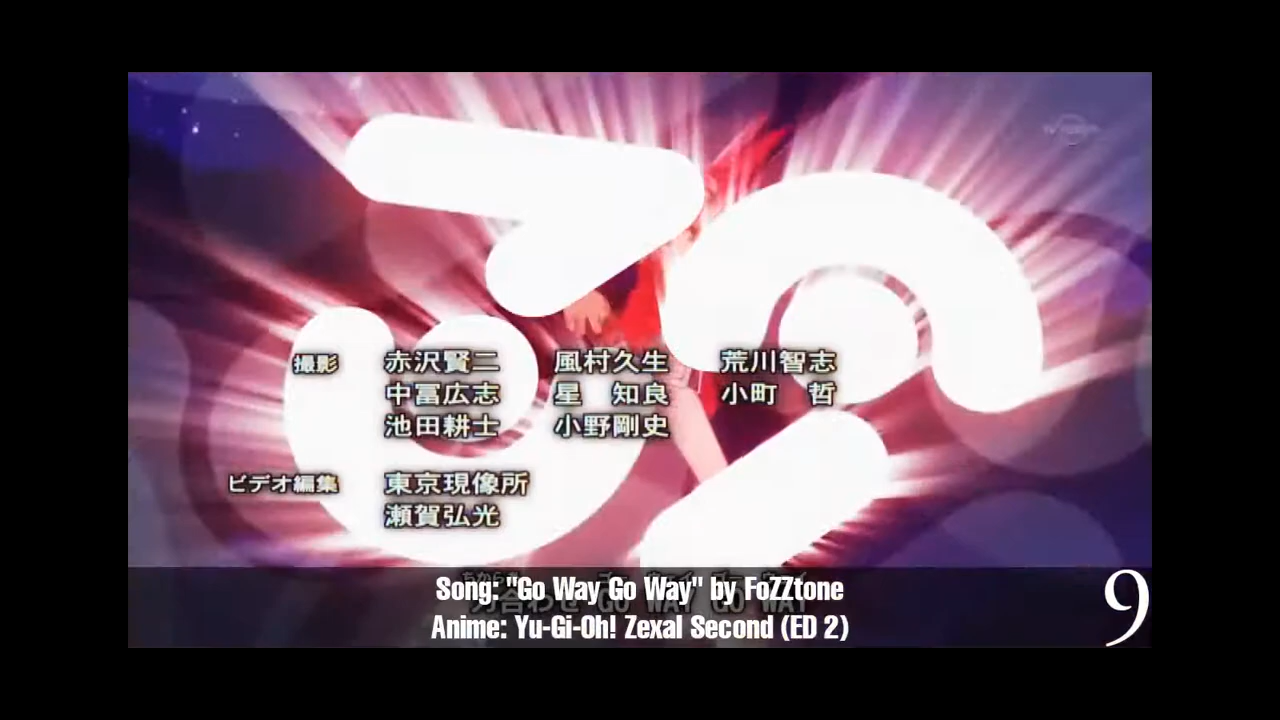 撮影 赤沢賢二 風村久生 荒川智志
中冨広志 星 知良 小町 哲
池田耕士 小野剛史
ビデオ編集 東京現像所
瀬賀弘光
Song: "Go Way Go Way" by FoZZtone
Anime: Yu-Gi-Oh! Zexal Second (ED 2)
9